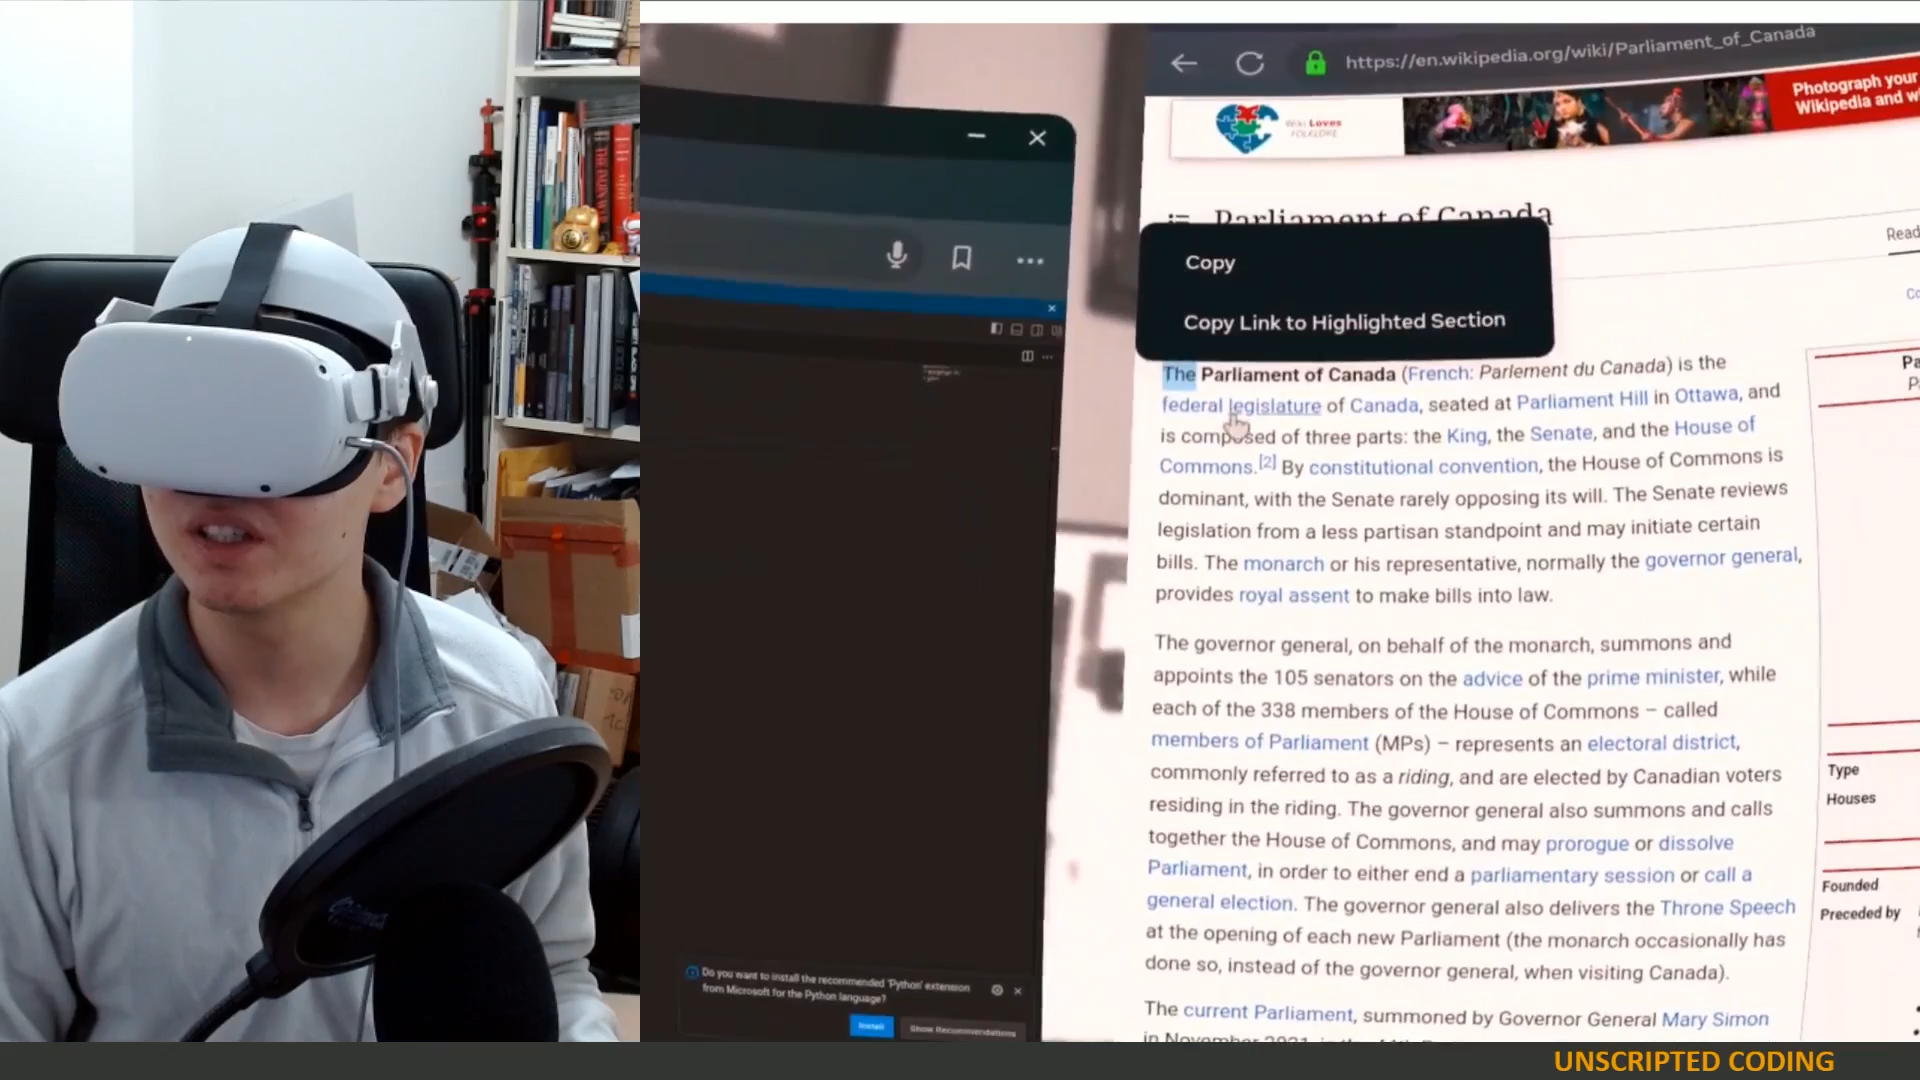 https://en.wikipedia.org/wiki/Parliament_of_Canada
Photograph your
Wikipedia and w
Wiki Loves
FOLKLORE
Parliament of Canada
Read
Co
Copy
Copy Link to Highlighted Section
The Parliament of Canada (French: Parlement du Canada) is the
federal legislature of Canada, seated at Parliament Hill in Ottawa, and
is composed of three parts: the King, the Senate, and the House of
Commons.[2] By constitutional convention, the House of Commons is
dominant, with the Senate rarely opposing its will. The Senate reviews
legislation from a less partisan standpoint and may initiate certain
bills. The monarch or his representative, normally the governor general,
provides royal assent to make bills into law.
The governor general, on behalf of the monarch, summons and
appoints the 105 senators on the advice of the prime minister, while
each of the 338 members of the House of Commons – called
members of Parliament (MPs) – represents an electoral district,
commonly referred to as a riding, and are elected by Canadian voters
residing in the riding. The governor general also summons and calls
together the House of Commons, and may prorogue or dissolve
Parliament, in order to either end a parliamentary session or call a
general election. The governor general also delivers the Throne Speech
at the opening of each new Parliament (the monarch occasionally has
done so, instead of the governor general, when visiting Canada).
The current Parliament, summoned by Governor General Mary Simon
in November 2021, in the 44th
Pa
P
Type
Houses
Founded
Preceded by
Do you want to install the recommended 'Python' extension
from Microsoft for the Python language?
Install
Show Recommendations
UNSCRIPTED CODING